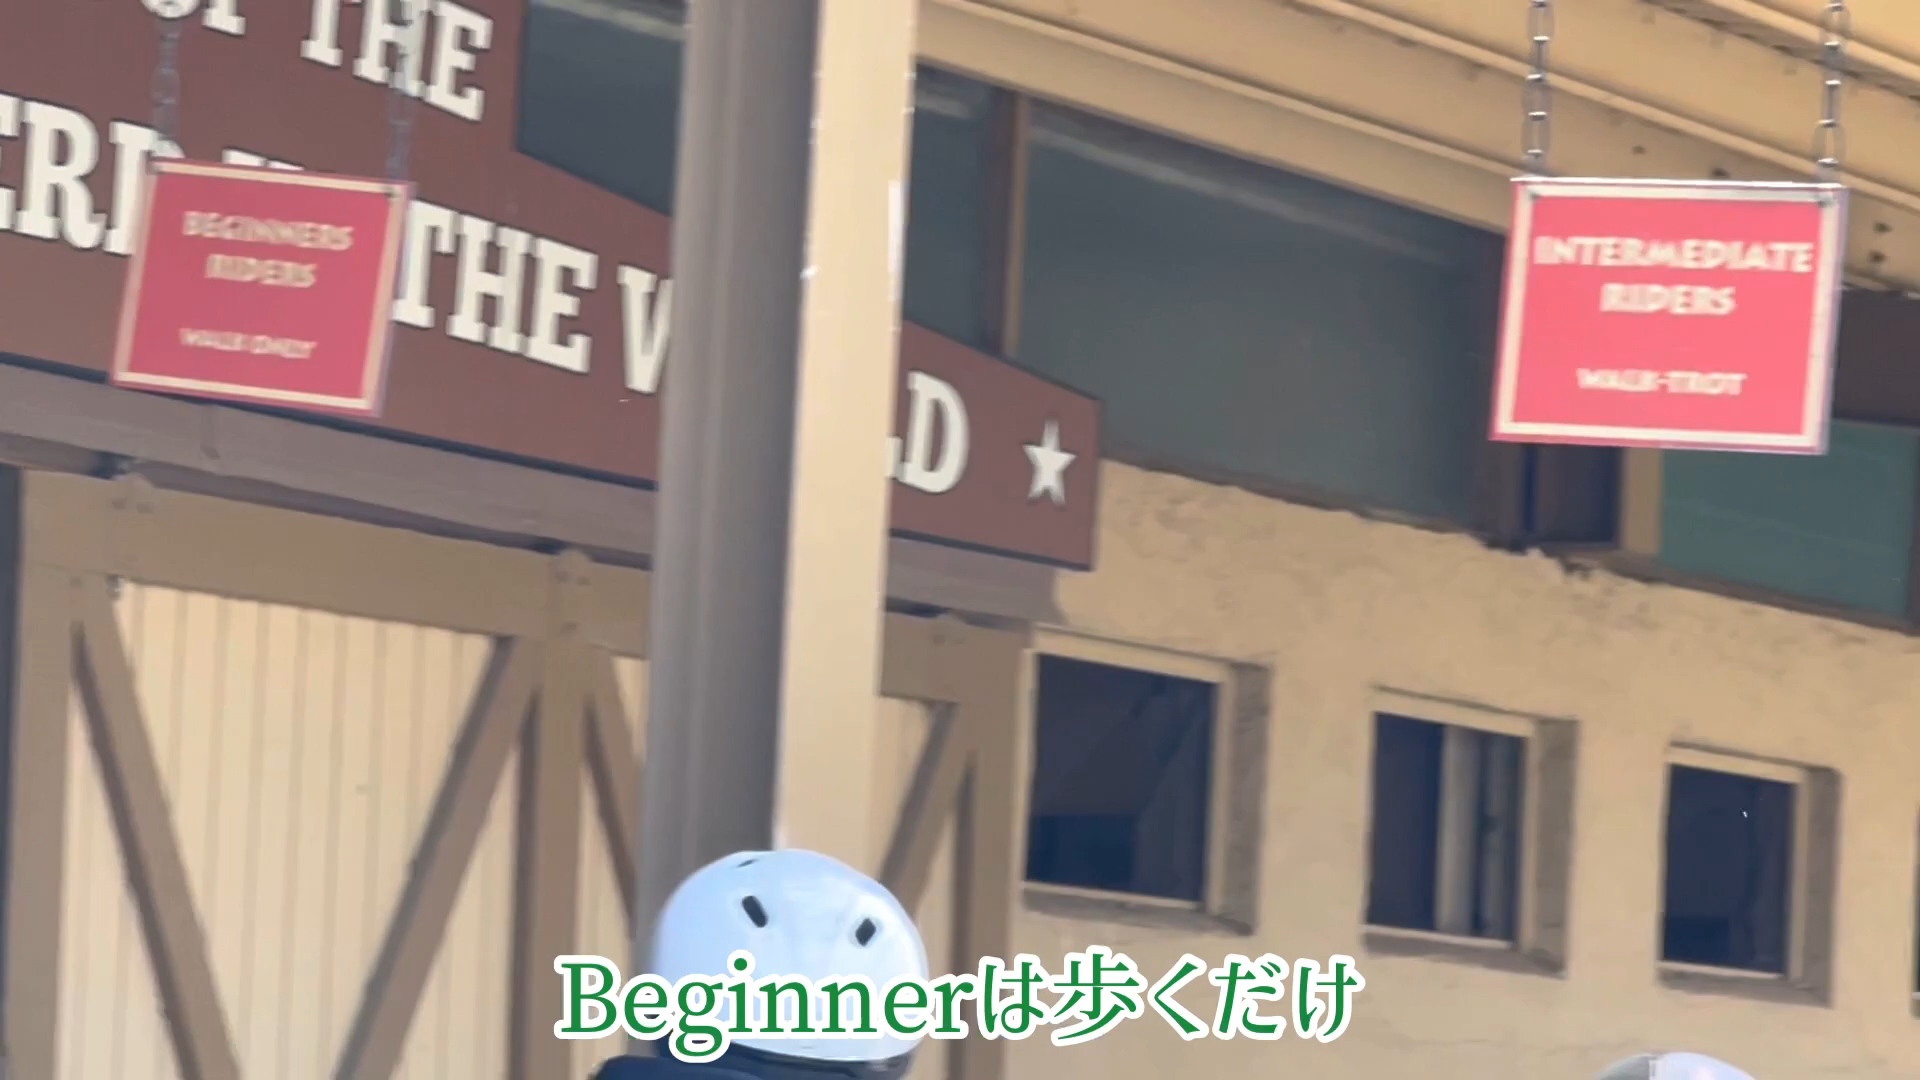 OF THE
THE
BEGINNERS
RIDERS
WALK ONLY
INTERMEDIATE
RIDERS
WALK-TROT
Beginnerは歩くだけ